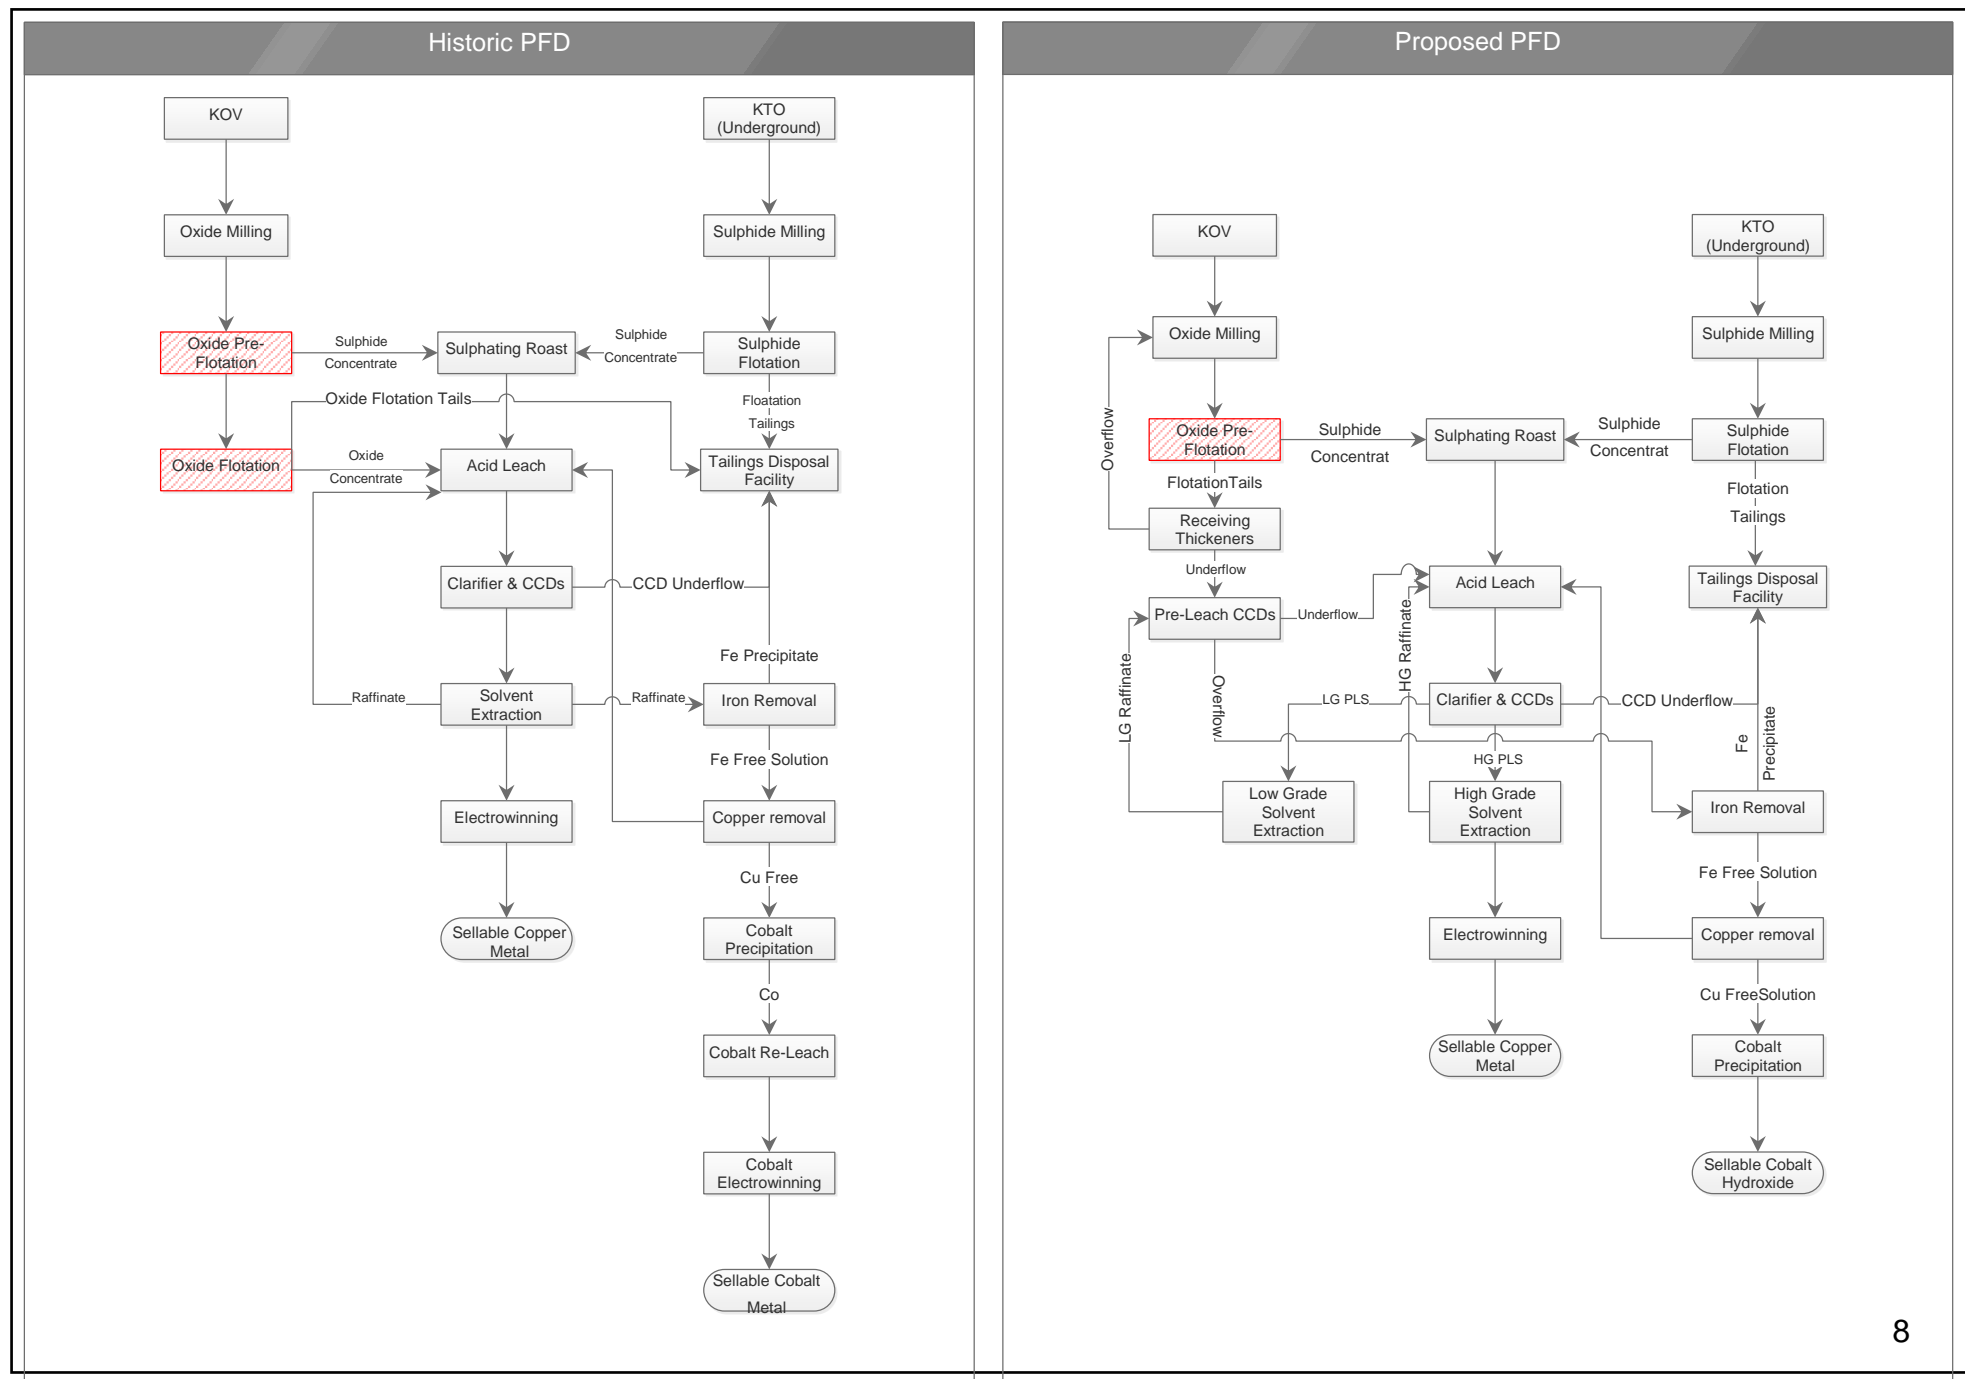 Historic PFD
KOV
KTO
(Underground)
Oxide Milling
Sulphide Milling
Oxide Pre-
Flotation
Sulphide
Concentrate
Sulphating Roast
Sulphide
Concentrate
Sulphide
Flotation
Oxide Flotation Tails
Floatation
Tailings
Oxide Flotation
Oxide
Concentrate
Acid Leach
Tailings Disposal
Facility
Clarifier & CCDs
CCD Underflow
Fe Precipitate
Raffinate
Solvent
Extraction
Raffinate
Iron Removal
Fe Free Solution
Electrowinning
Copper removal
Cu Free
Sellable Copper
Metal
Cobalt
Precipitation
Co
Cobalt Re-Leach
Cobalt
Electrowinning
Sellable Cobalt
Metal
Proposed PFD
KOV
KTO
(Underground)
Oxide Milling
Sulphide Milling
Overflow
Oxide Pre-
Flotation
Sulphide
Concentrat
Sulphating Roast
Sulphide
Concentrat
Sulphide
Flotation
FlotationTails
Flotation
Tailings
Receiving
Thickeners
Underflow
Acid Leach
Tailings Disposal
Facility
Pre-Leach CCDs
Underflow
HG Raffinate
LG Raffinate
Overflow
LG PLS
Clarifier & CCDs
CCD Underflow
Fe
Precipitate
HG PLS
Low Grade
Solvent
Extraction
High Grade
Solvent
Extraction
Iron Removal
Fe Free Solution
Electrowinning
Copper removal
Cu FreeSolution
Sellable Copper
Metal
Cobalt
Precipitation
Sellable Cobalt
Hydroxide
8